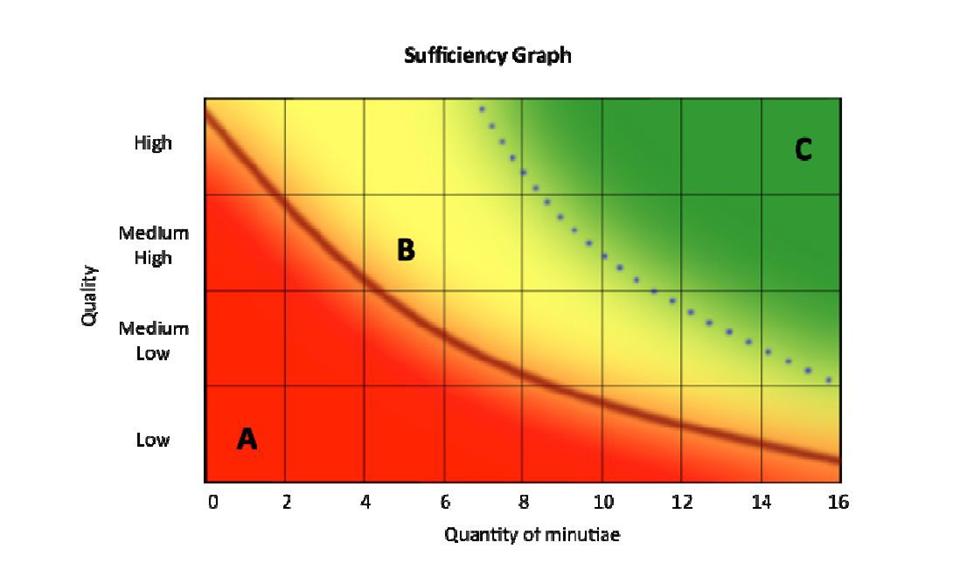 Sufficiency Graph
High
C
Medium
High
B
Quality
Medium
Low
Low
A
0 2 4 6 8 10 12 14 16
Quantity of minutiae